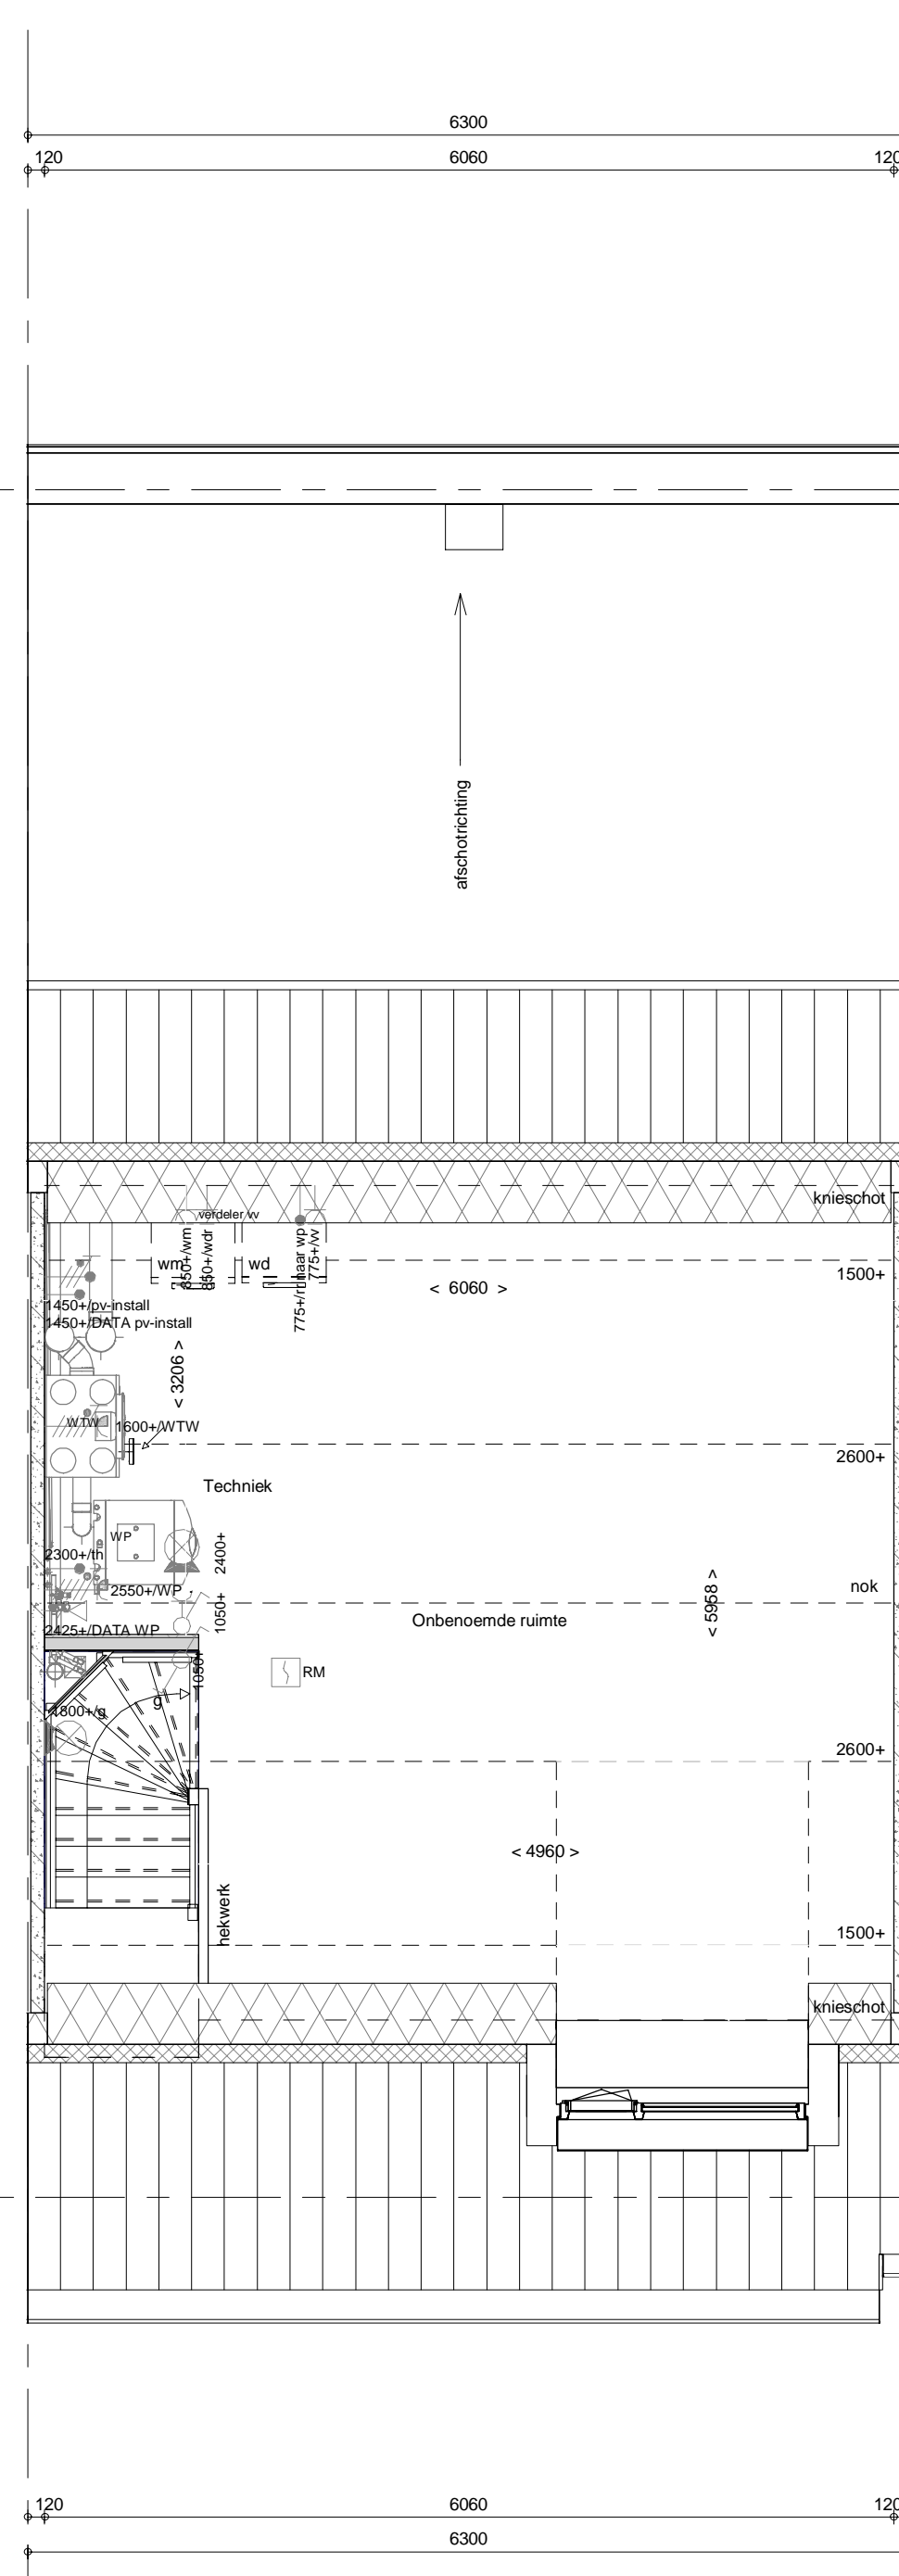 6300
120 6060 120
afschotrichting
knieschot
verdeler vv
wm
850+/wm
850+/wdr
wd
775+/rt naar wp
775+/vv
1500+
< 6060 >
1450+/pv-install
1450+/DATA pv-install
< 3206 >
WTW
1600+/WTW
2600+
Techniek
WP
2300+/th
2400+
2550+/WP
1050+
nok
< 5958 >
Onbenoemde ruimte
2425+/DATA WP
1050+
RM
g
1800+/g
2600+
< 4960 >
hekwerk
1500+
knieschot
120 6060 120
6300